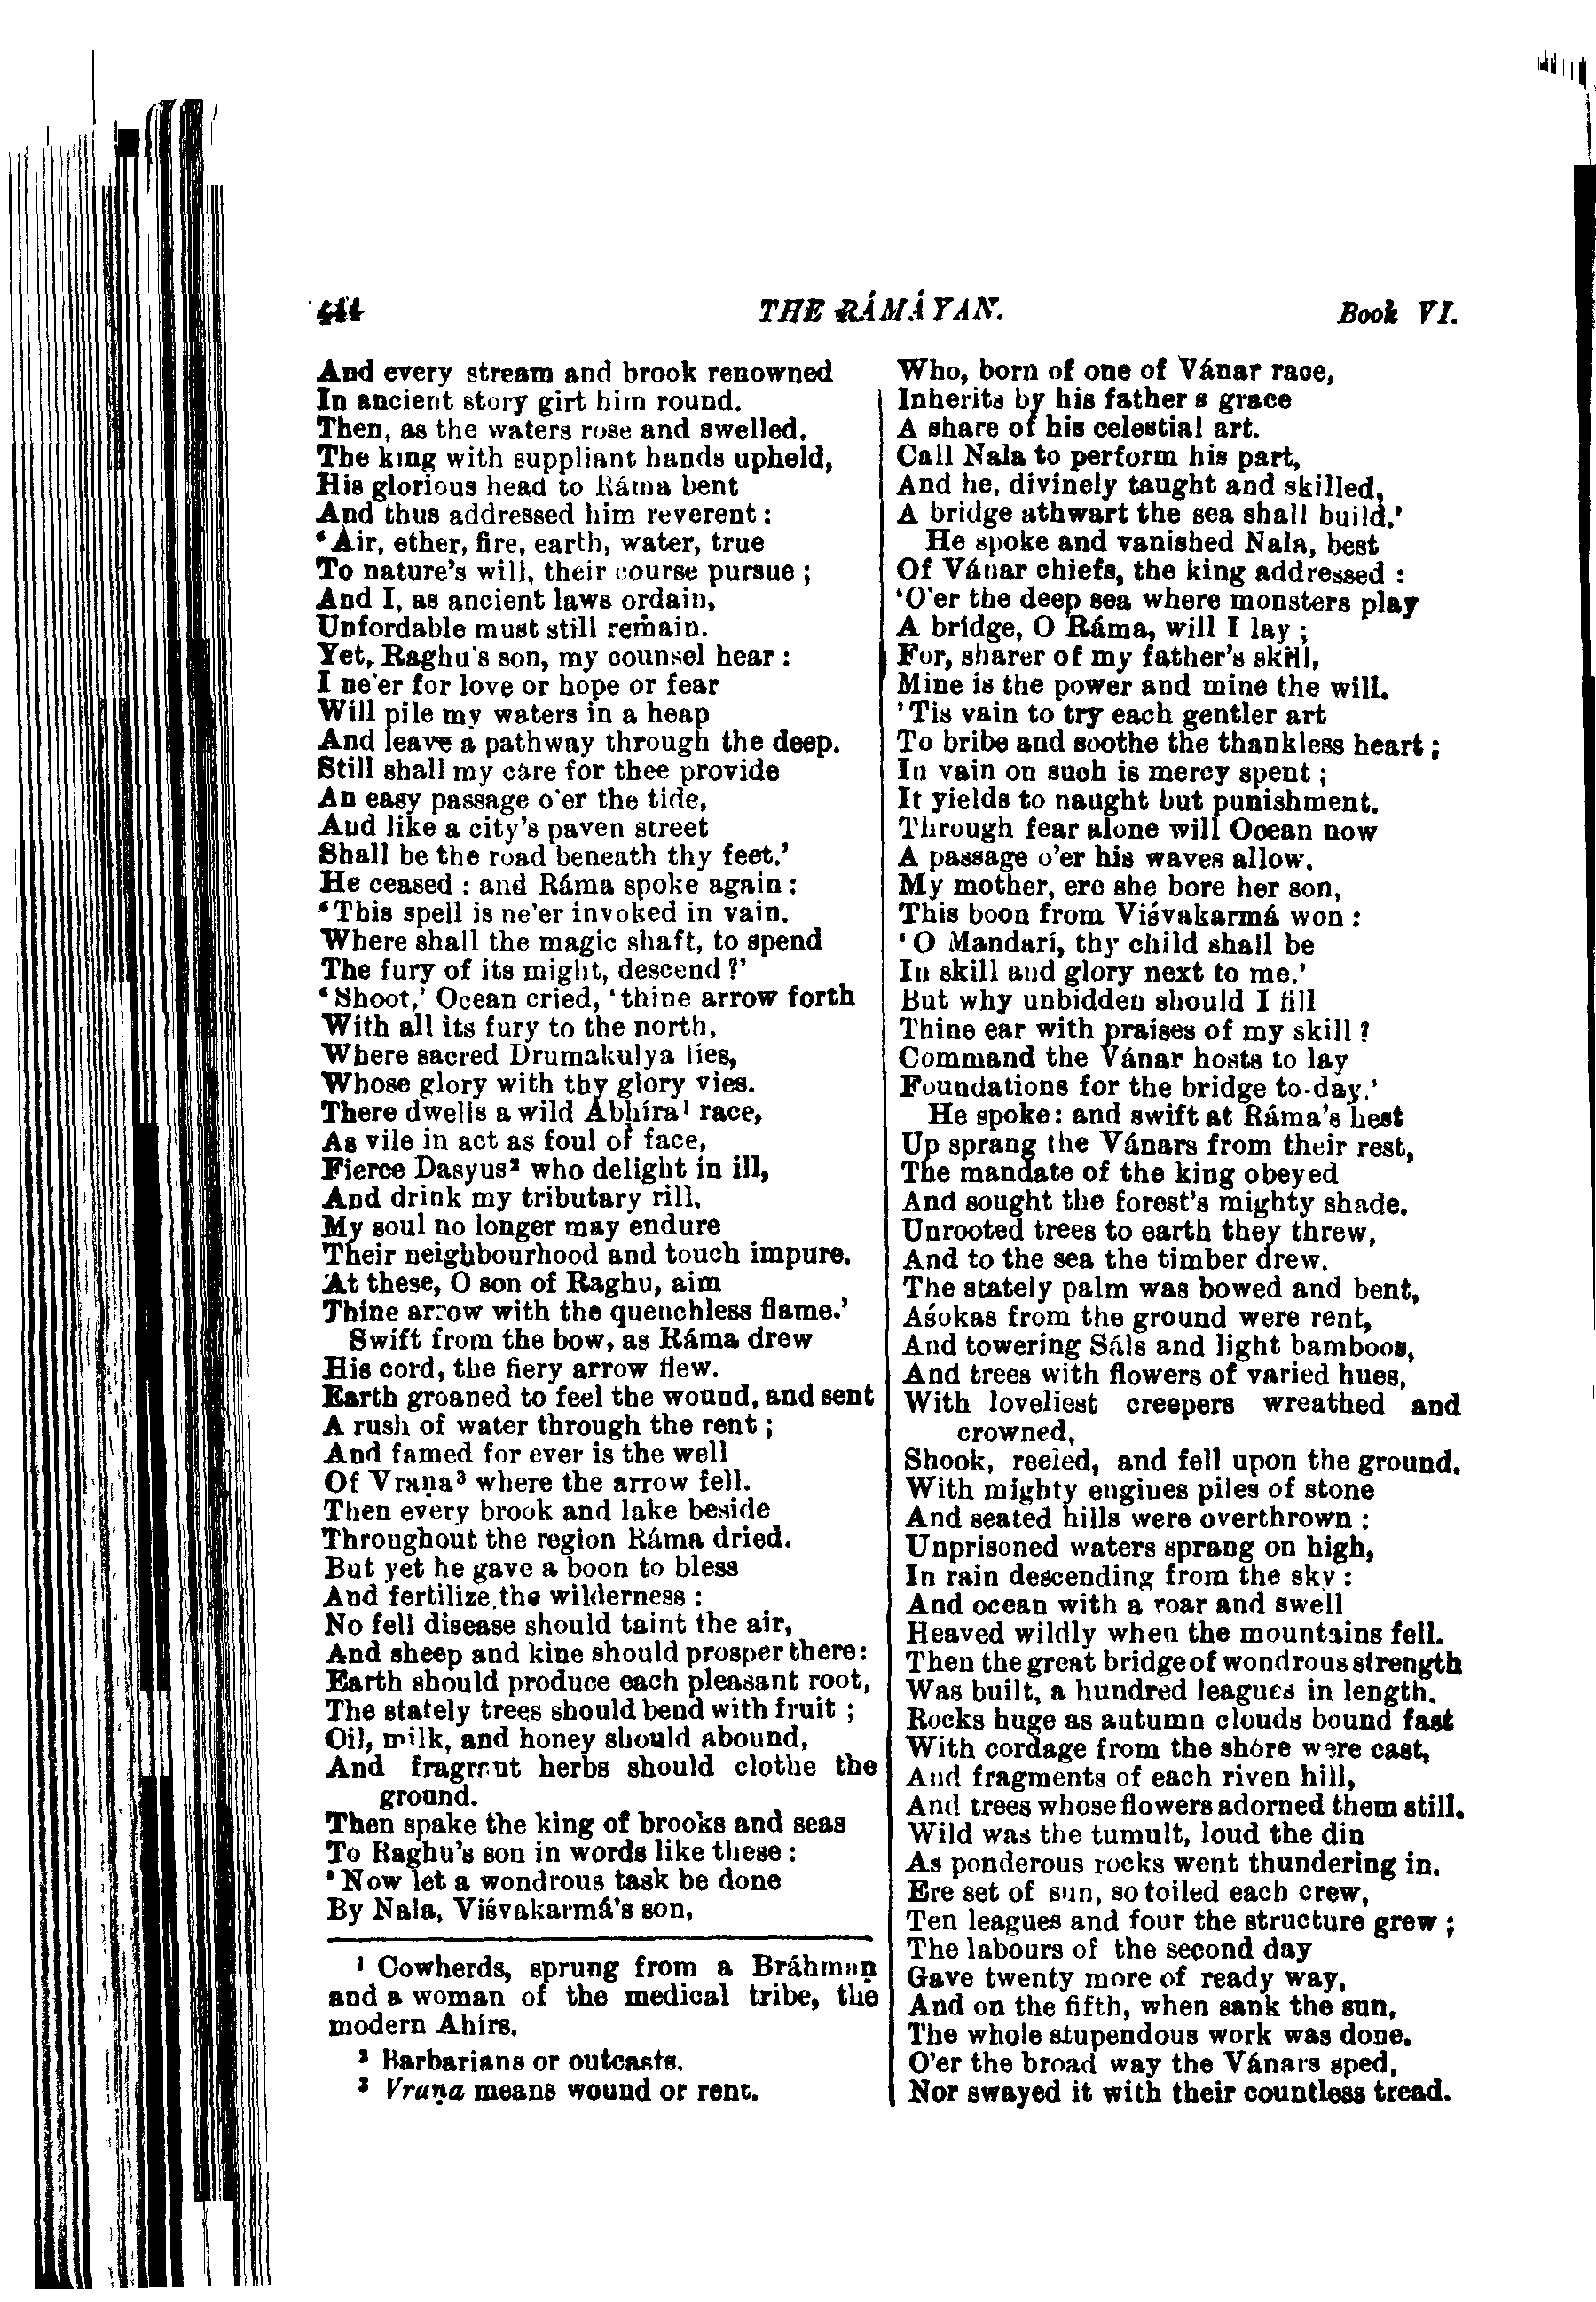 444 THE RÁMÁYAN. Book VI.
And every stream and brook renowned
In ancient story girt him round.
Then, as the waters rose and swelled,
The king with suppliant hands upheld,
His glorious head to Ráma bent
And thus addressed him reverent:
‘Air, ether, fire, earth, water, true
To nature's will, their course pursue;
And I, as ancient laws ordain,
Unfordable must still remain.
Yet, Raghu's son, my counsel hear:
I ne'er for love or hope or fear
Will pile my waters in a heap
And leave a pathway through the deep.
Still shall my care for thee provide
An easy passage o'er the tide,
And like a city's paven street
Shall be the road beneath thy feet.’
He ceased: and Ráma spoke again:
‘This spell is ne'er invoked in vain.
Where shall the magic shaft, to spend
The fury of its might, descend?’
‘Shoot,’ Ocean cried, ‘thine arrow forth
With all its fury to the north,
Where sacred Drumakulya lies,
Whose glory with thy glory vies.
There dwells a wild Abhíra¹ race,
As vile in act as foul of face,
Fierce Dasyus² who delight in ill,
And drink my tributary rill.
My soul no longer may endure
Their neighbourhood and touch impure.
At these, O son of Raghu, aim
Thine arrow with the quenchless flame.’
Swift from the bow, as Ráma drew
His cord, the fiery arrow flew.
Earth groaned to feel the wound, and sent
A rush of water through the rent;
And famed for ever is the well
Of Vraṇa³ where the arrow fell.
Then every brook and lake beside
Throughout the region Ráma dried.
But yet he gave a boon to bless
And fertilize the wilderness:
No fell disease should taint the air,
And sheep and kine should prosper there:
Earth should produce each pleasant root,
The stately trees should bend with fruit;
Oil, milk, and honey should abound,
And fragrant herbs should clothe the
ground.
Then spake the king of brooks and seas
To Raghu's son in words like these:
‘Now let a wondrous task be done
By Nala, Viśvakarmá's son,
¹ Cowherds, sprung from a Bráhmaṇ
and a woman of the medical tribe, the
modern Ahírs.
² Barbarians or outcasts.
³ Vraṇa means wound or rent.
Who, born of one of Vánar race,
Inherits by his father s grace
A share of his celestial art.
Call Nala to perform his part,
And he, divinely taught and skilled,
A bridge athwart the sea shall build.’
He spoke and vanished Nala, best
Of Vánar chiefs, the king addressed:
‘O'er the deep sea where monsters play
A bridge, O Ráma, will I lay;
For, sharer of my father's skill,
Mine is the power and mine the will.
'Tis vain to try each gentler art
To bribe and soothe the thankless heart;
In vain on such is mercy spent;
It yields to naught but punishment.
Through fear alone will Ocean now
A passage o'er his waves allow.
My mother, ere she bore her son,
This boon from Viśvakarmá won:
‘O Mandarí, thy child shall be
In skill and glory next to me.’
But why unbidden should I fill
Thine ear with praises of my skill?
Command the Vánar hosts to lay
Foundations for the bridge to-day.’
He spoke: and swift at Ráma's hest
Up sprang the Vánars from their rest,
The mandate of the king obeyed
And sought the forest's mighty shade.
Unrooted trees to earth they threw,
And to the sea the timber drew.
The stately palm was bowed and bent,
Aśokas from the ground were rent,
And towering Sáls and light bamboos,
And trees with flowers of varied hues,
With loveliest creepers wreathed and
crowned,
Shook, reeled, and fell upon the ground.
With mighty engines piles of stone
And seated hills were overthrown:
Unprisoned waters sprang on high,
In rain descending from the sky:
And ocean with a roar and swell
Heaved wildly when the mountains fell.
Then the great bridge of wondrous strength
Was built, a hundred leagues in length.
Rocks huge as autumn clouds bound fast
With cordage from the shore were cast,
And fragments of each riven hill,
And trees whose flowers adorned them still.
Wild was the tumult, loud the din
As ponderous rocks went thundering in.
Ere set of sun, so toiled each crew,
Ten leagues and four the structure grew;
The labours of the second day
Gave twenty more of ready way,
And on the fifth, when sank the sun,
The whole stupendous work was done.
O'er the broad way the Vánars sped,
Nor swayed it with their countless tread.